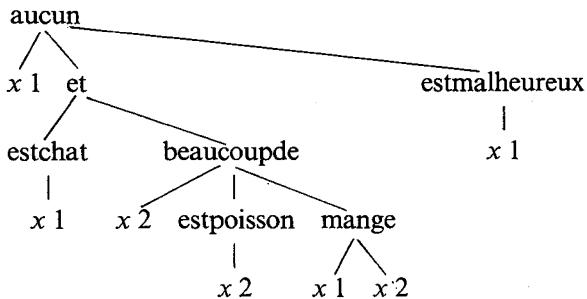 aucun
x 1 et estmalheureux
estchat beaucoupde x 1
x 1 x 2 estpoisson mange
x 2 x 1 x 2